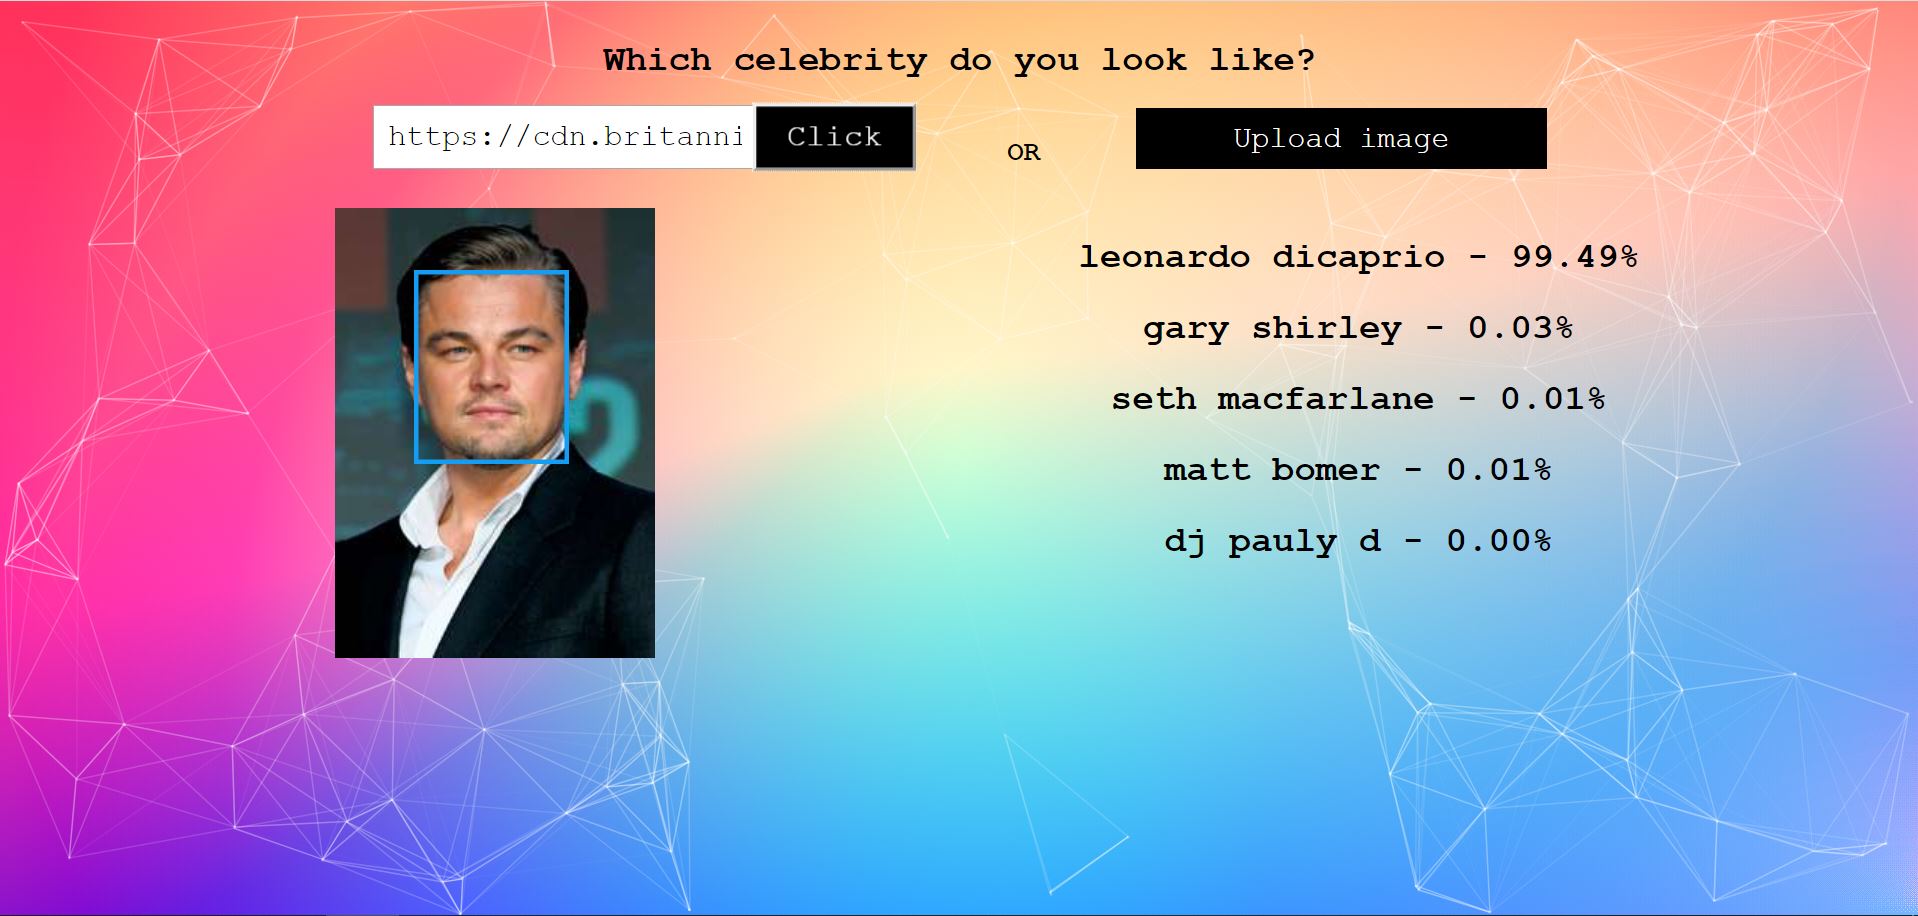 Which celebrity do you look like?
https://cdn.britanni
Click
OR
Upload image
leonardo dicaprio - 99.49%
gary shirley - 0.03%
seth macfarlane - 0.01%
matt bomer - 0.01%
dj pauly d - 0.00%